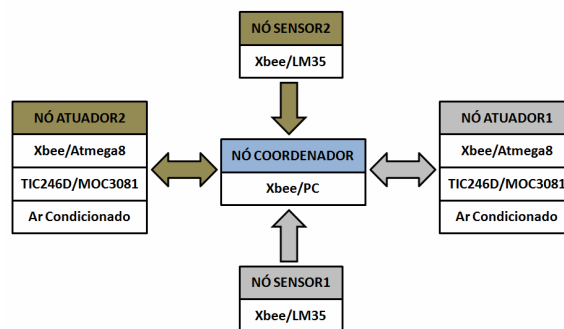 NÓ SENSOR2
Xbee/LM35
NÓ ATUADOR2
Xbee/Atmega8
TIC246D/MOC3081
Ar Condicionado
NÓ COORDENADOR
Xbee/PC
NÓ ATUADOR1
Xbee/Atmega8
TIC246D/MOC3081
Ar Condicionado
NÓ SENSOR1
Xbee/LM35